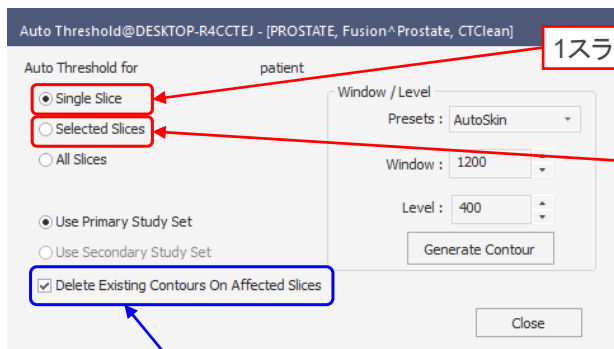 Auto Threshold@DESKTOP-R4CCTEJ - [PROSTATE, Fusion^Prostate, CTClean]
1スラ
Auto Threshold for patient
Single Slice
Selected Slices
All Slices
Use Primary Study Set
Use Secondary Study Set
Delete Existing Contours On Affected Slices
Window / Level
Presets : AutoSkin
Window : 1200
Level : 400
Generate Contour
Close